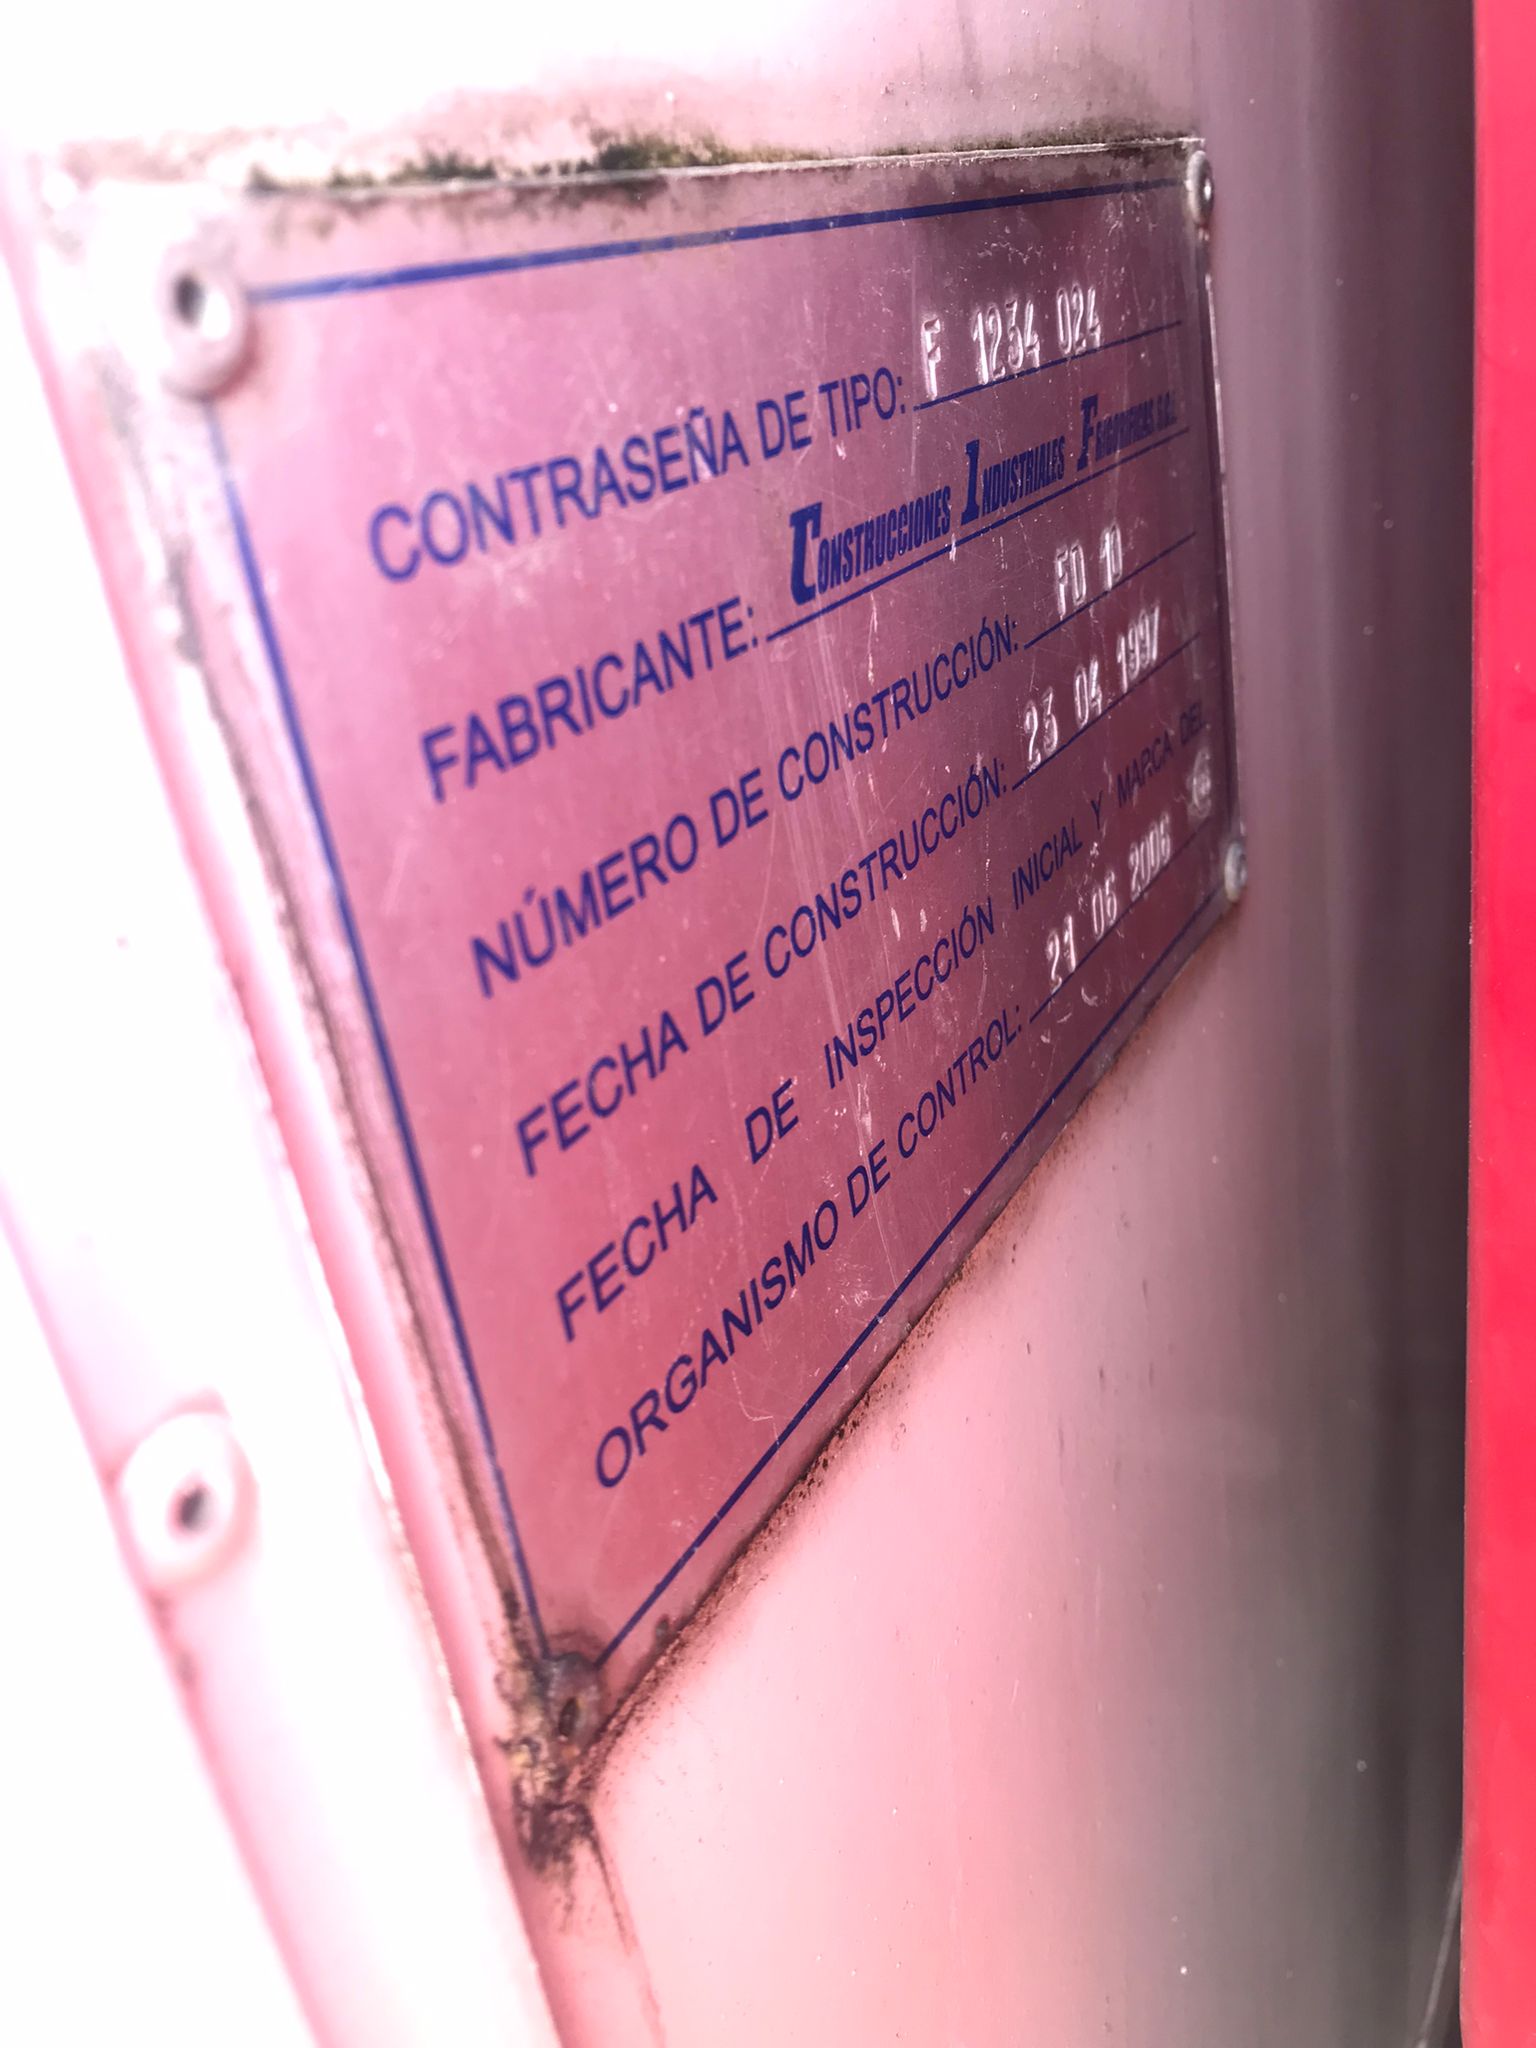 CONTRASEÑA DE TIPO: F 1234 024
FABRICANTE: CONSTRUCCIONES INDUSTRIALES FRIGORIFICAS S.C.L.
NÚMERO DE CONSTRUCCIÓN: FD 10
FECHA DE CONSTRUCCIÓN: 23 04 1997
FECHA DE INSPECCIÓN INICIAL Y MARCA DEL
ORGANISMO DE CONTROL: 21 06 2006